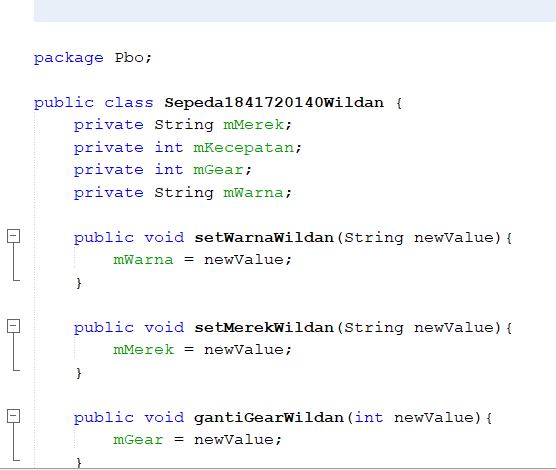 package Pbo;
public class Sepeda1841720140Wildan {
private String mMerek;
private int mKecepatan;
private int mGear;
private String mWarna;
public void setWarnaWildan(String newValue){
mWarna = newValue;
}
public void setMerekWildan(String newValue){
mMerek = newValue;
}
public void gantiGearWildan(int newValue){
mGear = newValue;
}